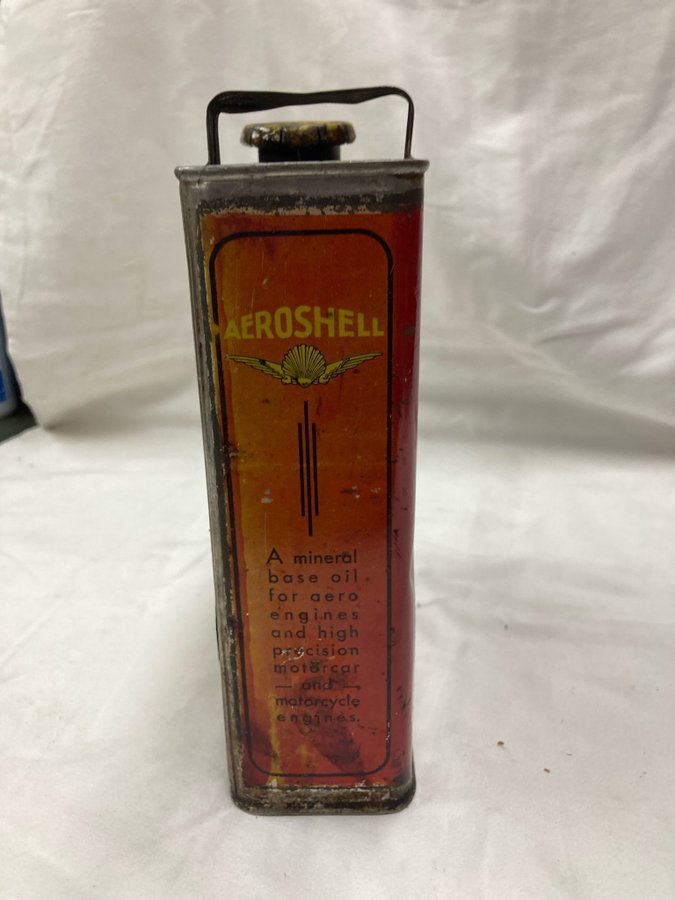 AEROSHELL
A mineral
base oil
for aero
engines
and high
precision
motorcar
— and —
motorcycle
engines.